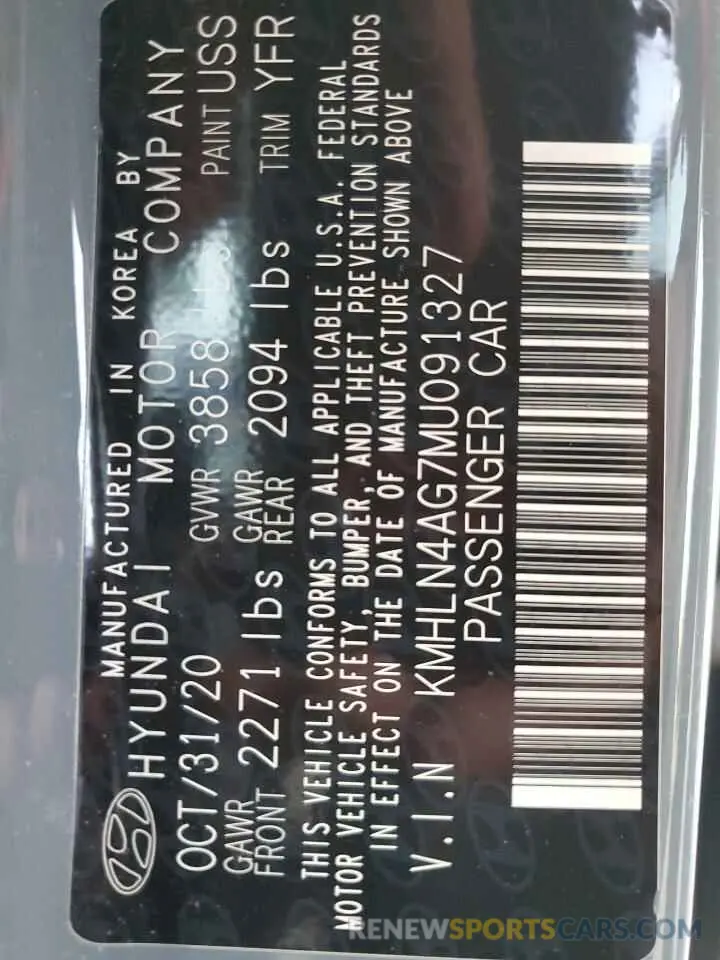 MANUFACTURED IN KOREA BY
HYUNDAI MOTOR COMPANY
OCT/31/20 GVWR 3858 lbs PAINT USS
GAWR FRONT 2271 lbs GAWR REAR 2094 lbs TRIM YFR
THIS VEHICLE CONFORMS TO ALL APPLICABLE U.S.A. FEDERAL
MOTOR VEHICLE SAFETY, BUMPER, AND THEFT PREVENTION STANDARDS
IN EFFECT ON THE DATE OF MANUFACTURE SHOWN ABOVE
V.I.N KMHLN4AG7MU091327
PASSENGER CAR
RENEWSPORTSCARS.COM